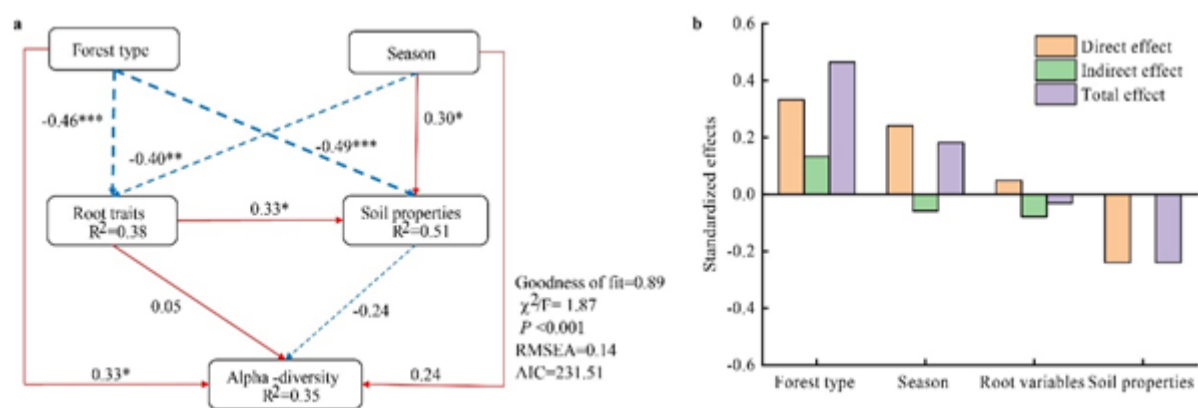 a
Forest type
Season
-0.46***
0.30*
-0.40**
-0.49***
Root traits
R²=0.38
0.33*
Soil properties
R²=0.51
0.05
-0.24
Goodness of fit=0.89
χ²/F= 1.87
P <0.001
RMSEA=0.14
AIC=231.51
0.33*
Alpha -diversity
R²=0.35
0.24
b
Standardized effects
0.6
0.4
0.2
0.0
-0.2
-0.4
-0.6
Direct effect
Indirect effect
Total effect
Forest type
Season
Root variables
Soil properties